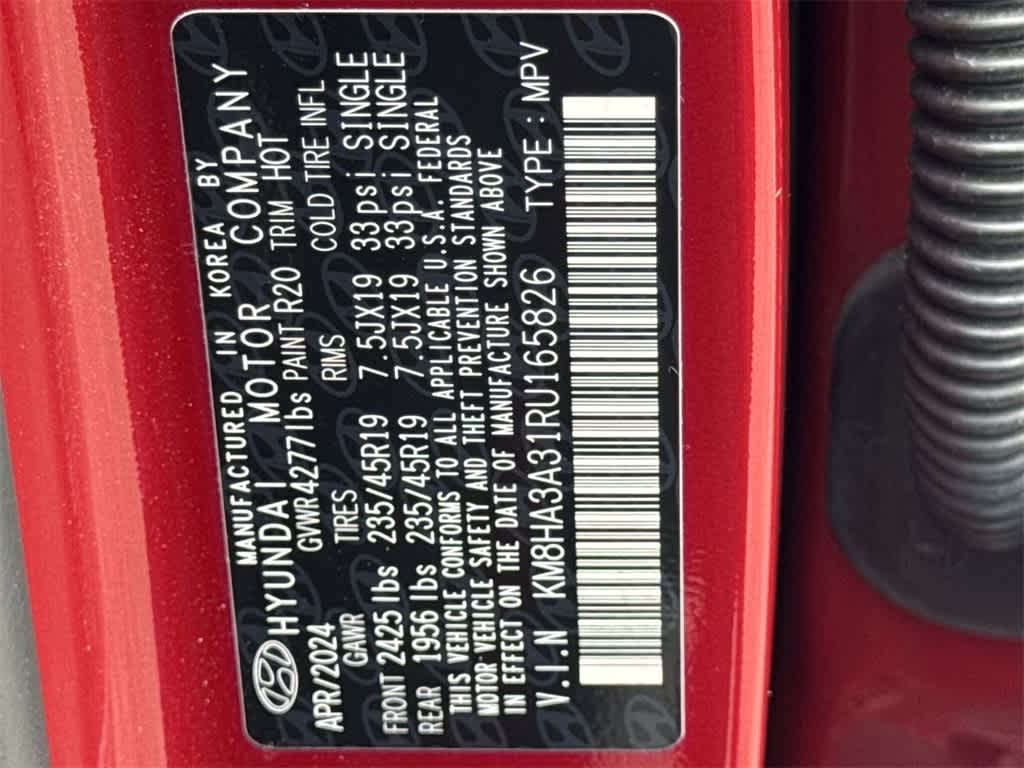 MANUFACTURED IN KOREA BY
HYUNDAI MOTOR COMPANY
APR/2024 GVWR4277lbs PAINT R20 TRIM HOT
GAWR TIRES RIMS COLD TIRE INFL
FRONT 2425 lbs 235/45R19 7.5JX19 33psi SINGLE
REAR 1956 lbs 235/45R19 7.5JX19 33psi SINGLE
THIS VEHICLE CONFORMS TO ALL APPLICABLE U.S.A. FEDERAL
MOTOR VEHICLE SAFETY AND THEFT PREVENTION STANDARDS
IN EFFECT ON THE DATE OF MANUFACTURE SHOWN ABOVE
V.I.N KM8HA3A31RU165826 TYPE : MPV